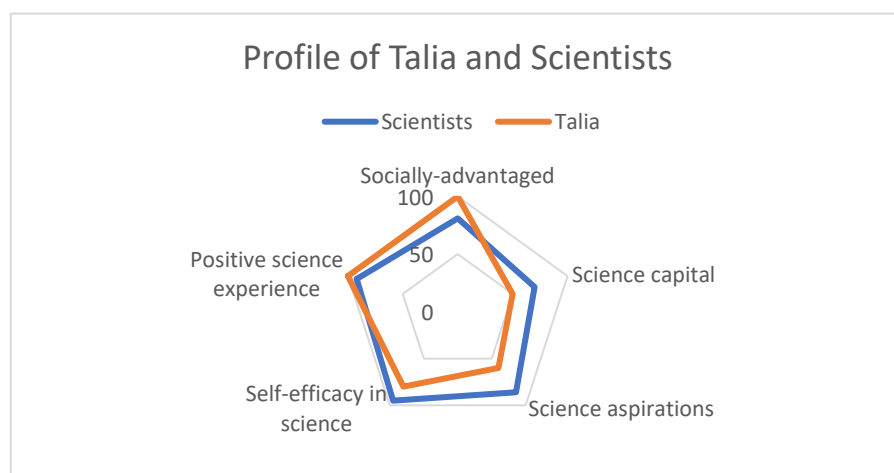 Profile of Talia and Scientists
Scientists Talia
Socially-advantaged
100
Science capital
50
Positive science
experience
0
Self-efficacy in
science
Science aspirations